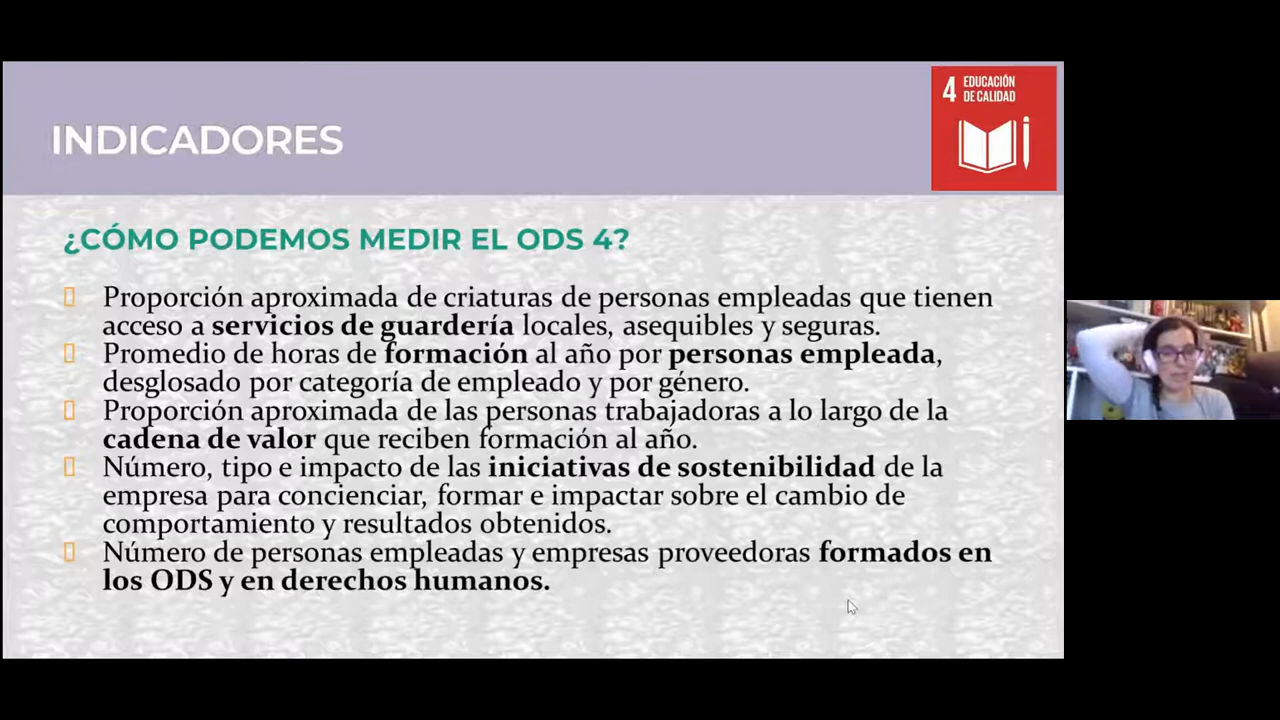 INDICADORES
4 EDUCACIÓN
DE CALIDAD
¿CÓMO PODEMOS MEDIR EL ODS 4?
Proporción aproximada de criaturas de personas empleadas que tienen
acceso a servicios de guardería locales, asequibles y seguras.
Promedio de horas de formación al año por personas empleada,
desglosado por categoría de empleado y por género.
Proporción aproximada de las personas trabajadoras a lo largo de la
cadena de valor que reciben formación al año.
Número, tipo e impacto de las iniciativas de sostenibilidad de la
empresa para concienciar, formar e impactar sobre el cambio de
comportamiento y resultados obtenidos.
Número de personas empleadas y empresas proveedoras formados en
los ODS y en derechos humanos.